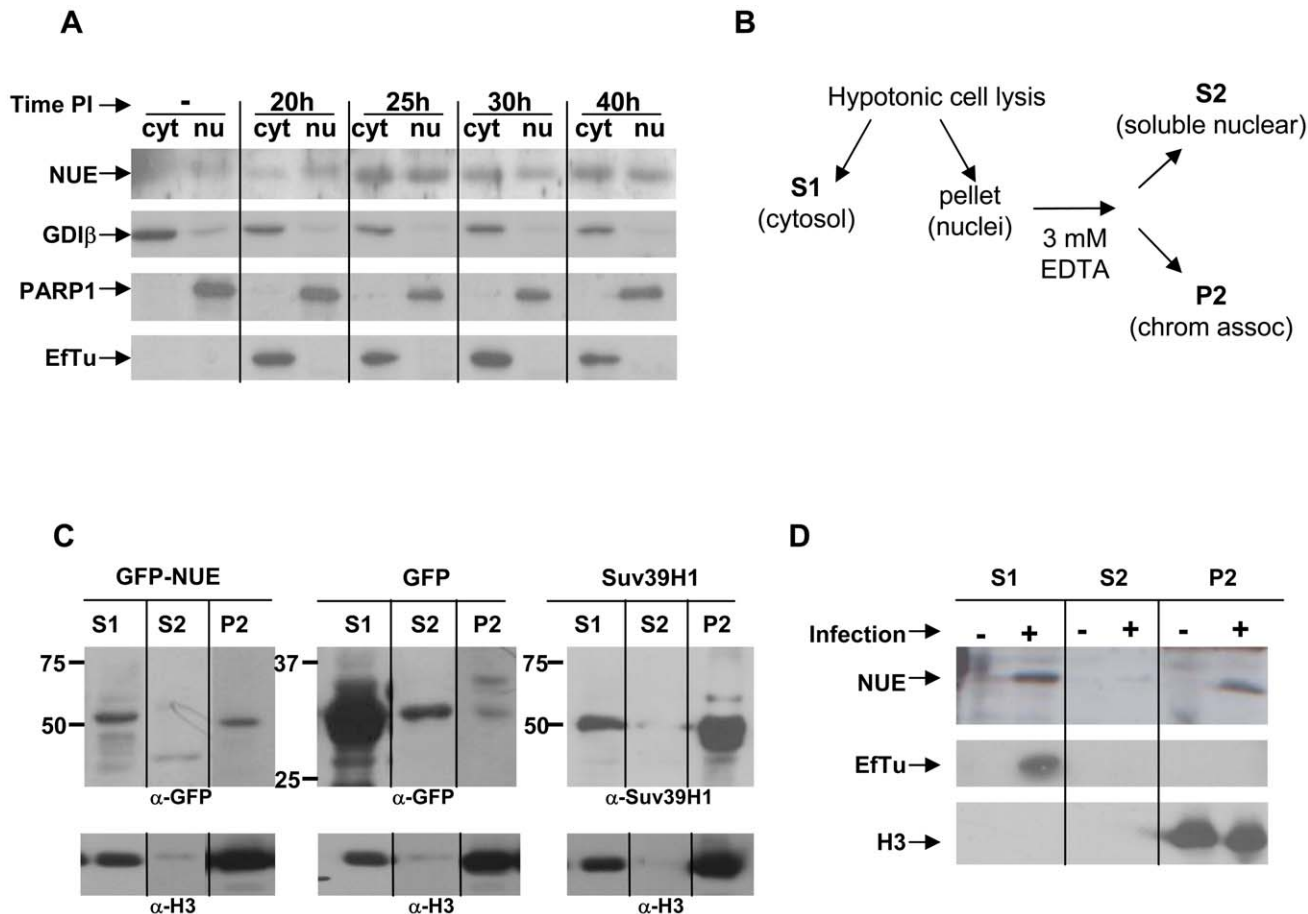 A
Time PI - 20h 25h 30h 40h
cyt nu cyt nu cyt nu cyt nu cyt nu
NUE
GDIβ
PARP1
EfTu
B
Hypotonic cell lysis
S1
(cytosol)
pellet
(nuclei)
3 mM
EDTA
S2
(soluble nuclear)
P2
(chrom assoc)
C
GFP-NUE
S1 S2 P2
75
50
α-GFP
α-H3
GFP
S1 S2 P2
37
25
α-GFP
α-H3
Suv39H1
S1 S2 P2
75
50
α-Suv39H1
α-H3
D
S1 S2 P2
Infection - + - + - +
NUE
EfTu
H3